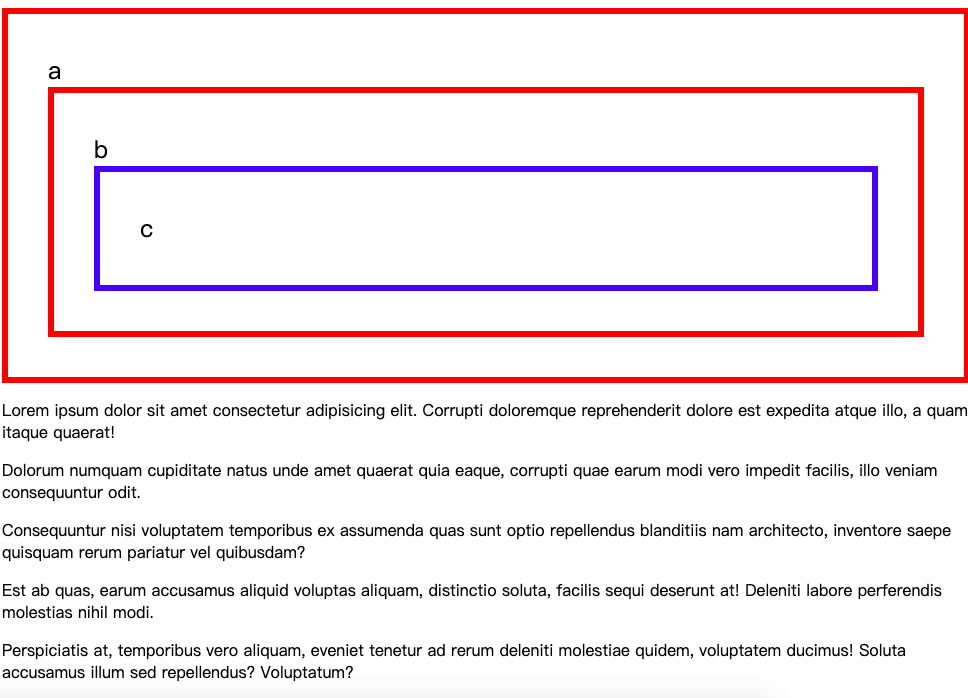 a
b
c
Lorem ipsum dolor sit amet consectetur adipisicing elit. Corrupti doloremque reprehenderit dolore est expedita atque illo, a quam
itaque quaerat!
Dolorum numquam cupiditate natus unde amet quaerat quia eaque, corrupti quae earum modi vero impedit facilis, illo veniam
consequuntur odit.
Consequuntur nisi voluptatem temporibus ex assumenda quas sunt optio repellendus blanditiis nam architecto, inventore saepe
quisquam rerum pariatur vel quibusdam?
Est ab quas, earum accusamus aliquid voluptas aliquam, distinctio soluta, facilis sequi deserunt at! Deleniti labore perferendis
molestias nihil modi.
Perspiciatis at, temporibus vero aliquam, eveniet tenetur ad rerum deleniti molestiae quidem, voluptatem ducimus! Soluta
accusamus illum sed repellendus? Voluptatum?